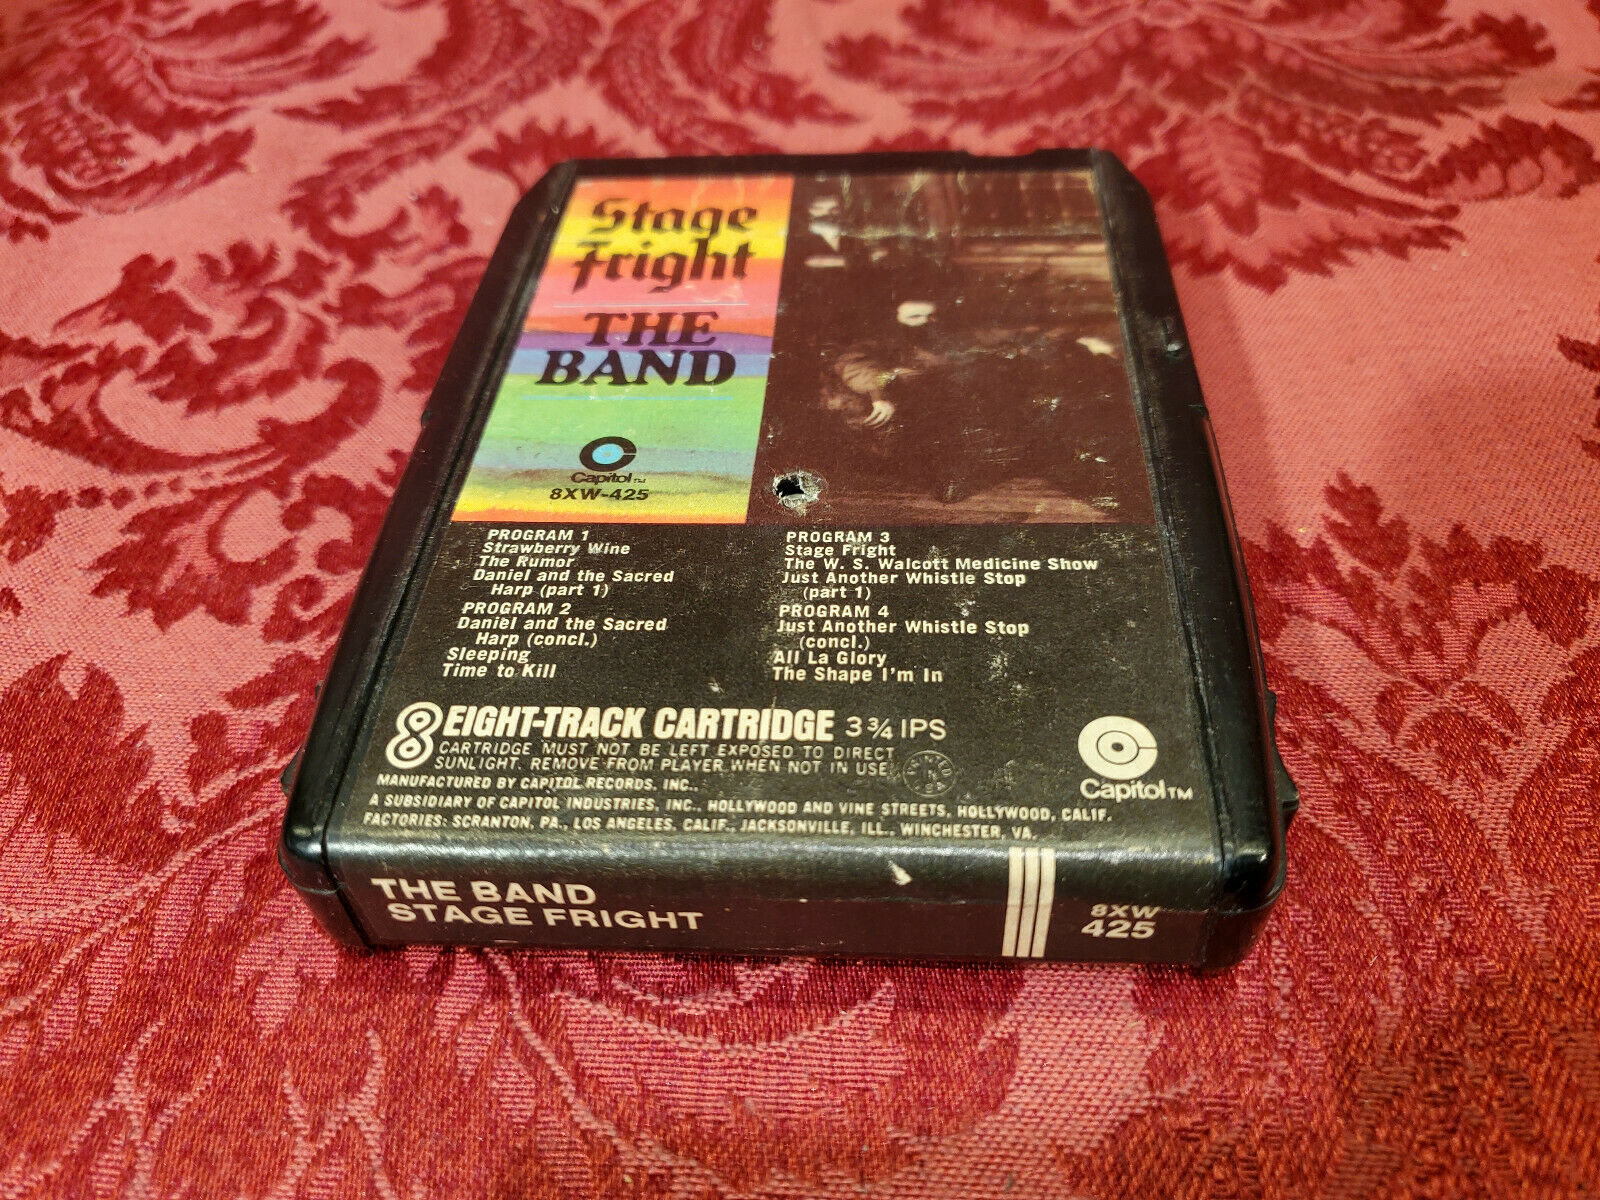 Stage
Fright
THE
BAND
Capitol TM
8XW-425
PROGRAM 1
Strawberry Wine
The Rumor
Daniel and the Sacred
Harp (part 1)
PROGRAM 2
Daniel and the Sacred
Harp (concl.)
Sleeping
Time to Kill
PROGRAM 3
Stage Fright
The W. S. Walcott Medicine Show
Just Another Whistle Stop
(part 1)
PROGRAM 4
Just Another Whistle Stop
(concl.)
All La Glory
The Shape I'm In
8 EIGHT-TRACK CARTRIDGE 3 ¾ IPS
CARTRIDGE MUST NOT BE LEFT EXPOSED TO DIRECT
SUNLIGHT. REMOVE FROM PLAYER WHEN NOT IN USE
PRINTED IN USA
Capitol TM
MANUFACTURED BY CAPITOL RECORDS, INC.,
A SUBSIDIARY OF CAPITOL INDUSTRIES, INC., HOLLYWOOD AND VINE STREETS, HOLLYWOOD, CALIF.
FACTORIES: SCRANTON, PA., LOS ANGELES, CALIF., JACKSONVILLE, ILL., WINCHESTER, VA.
THE BAND
STAGE FRIGHT
8XW
425